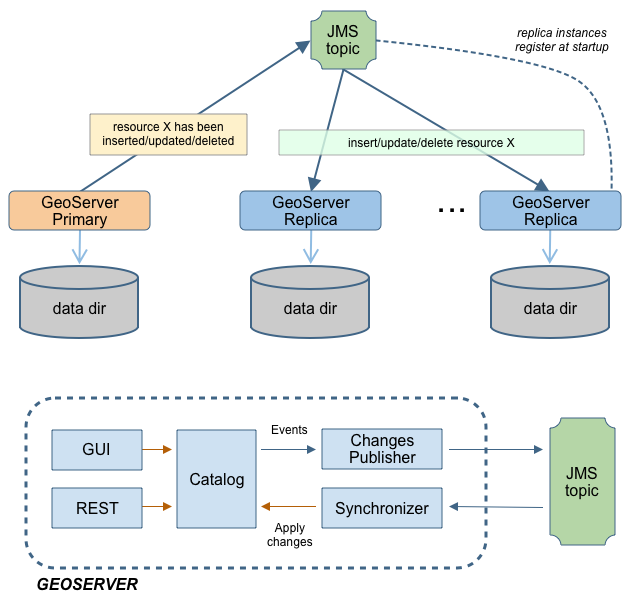 JMS
topic
replica instances
register at startup
resource X has been
inserted/updated/deleted
insert/update/delete resource X
GeoServer
Primary
GeoServer
Replica
...
GeoServer
Replica
data dir
data dir
data dir
GUI
REST
Catalog
Events
Changes
Publisher
Synchronizer
Apply
changes
JMS
topic
GEOSERVER